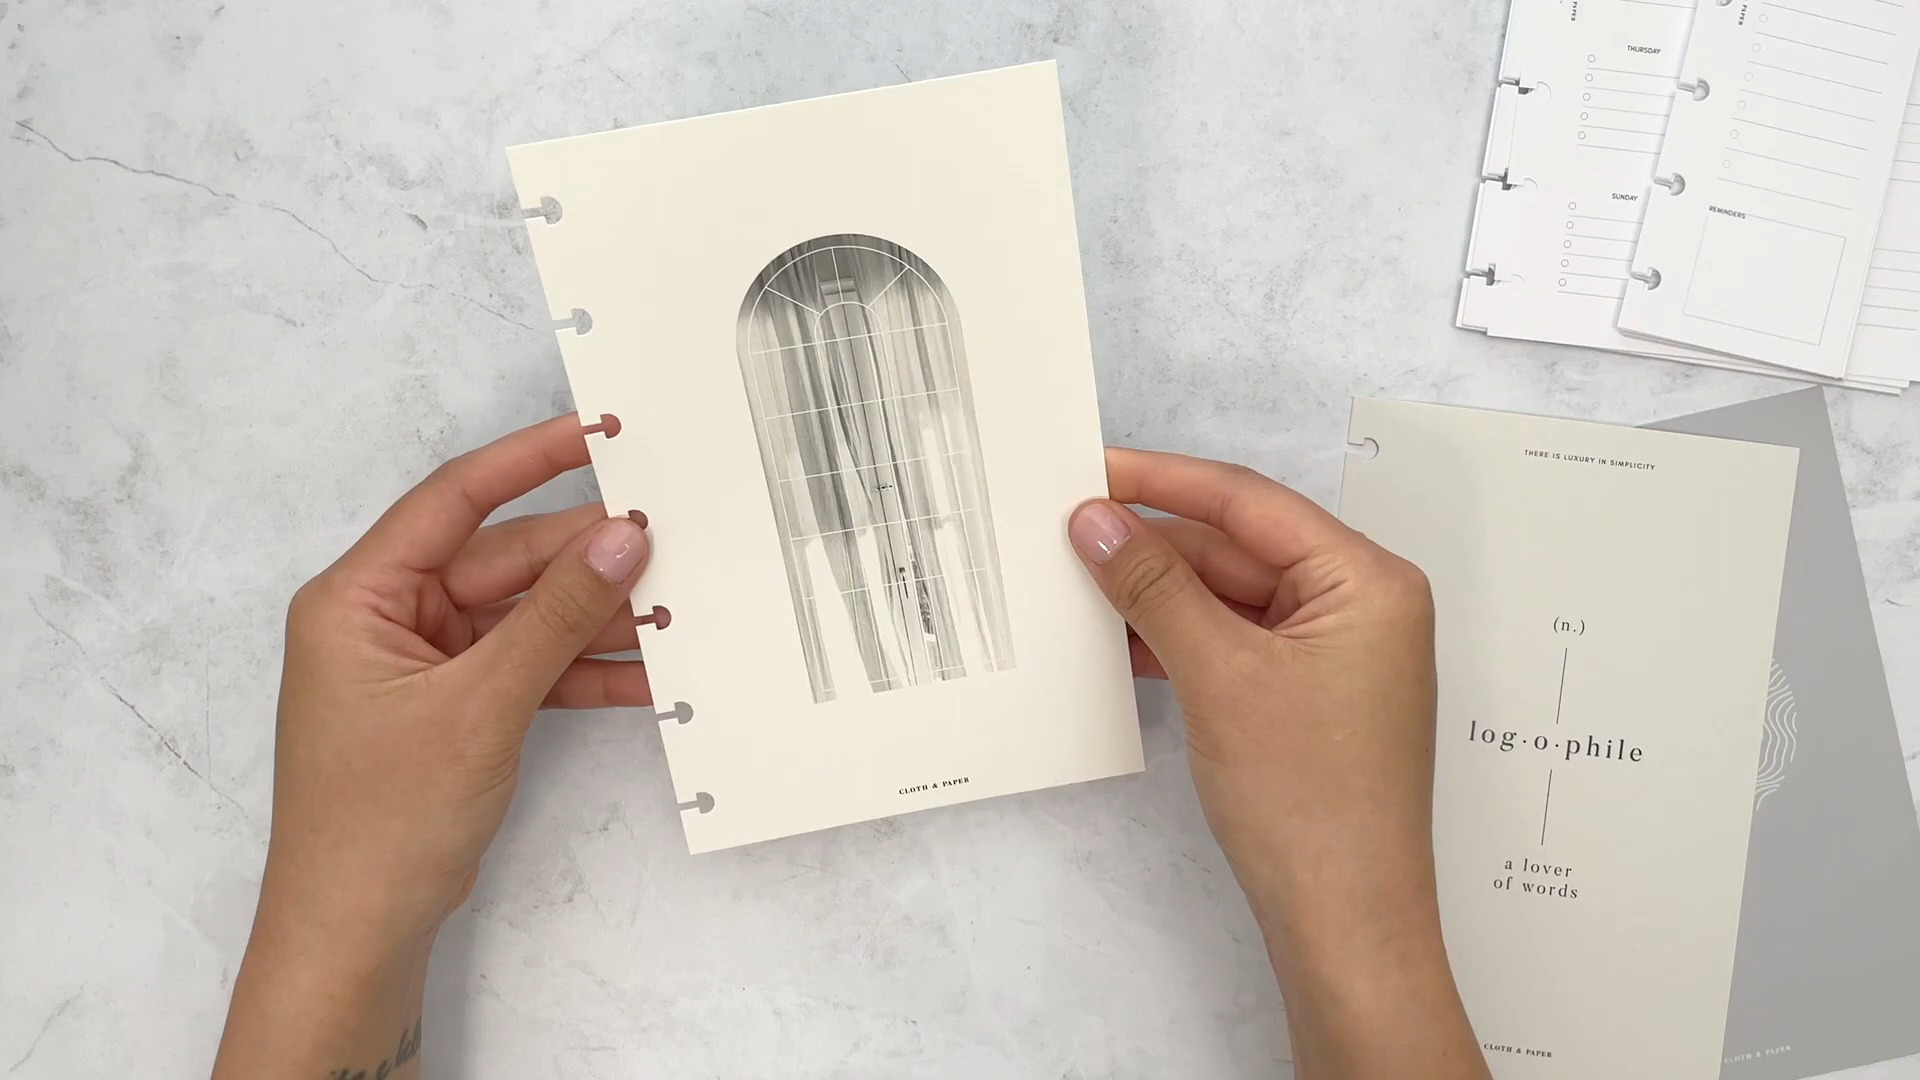 THURSDAY
SUNDAY
REMINDERS
CLOTH & PAPER
THERE IS LUXURY IN SIMPLICITY
(n.)
log·o·phile
a lover
of words
CLOTH & PAPER
CLOTH & PAPER